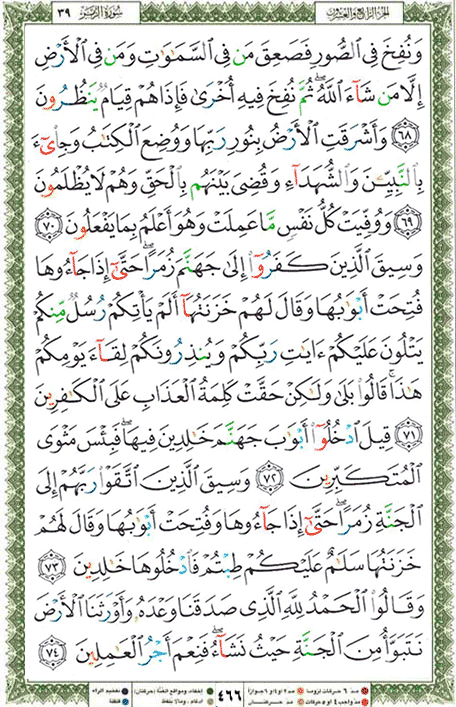 الجزء الرابع والعشرون سورة الزمر ٣٩
وَنُفِخَ فِي الصُّورِ فَصَعِقَ مَن فِي السَّمَٰوَٰتِ وَمَن فِي الْأَرْضِ
إِلَّا مَن شَآءَ اللَّهُ ثُمَّ نُفِخَ فِيهِ أُخْرَىٰ فَإِذَا هُمْ قِيَامٌ يَنظُرُونَ
٦٨ وَأَشْرَقَتِ الْأَرْضُ بِنُورِ رَبِّهَا وَوُضِعَ الْكِتَٰبُ وَجِا۟يٓءَ
بِالنَّبِيِّـۧنَ وَالشُّهَدَآءِ وَقُضِيَ بَيْنَهُم بِالْحَقِّ وَهُمْ لَا يُظْلَمُونَ
٦٩ وَوُفِّيَتْ كُلُّ نَفْسٍ مَّا عَمِلَتْ وَهُوَ أَعْلَمُ بِمَا يَفْعَلُونَ ٧٠
وَسِيقَ الَّذِينَ كَفَرُوٓا۟ إِلَىٰ جَهَنَّمَ زُمَرًا حَتَّىٰٓ إِذَا جَآءُوهَا
فُتِحَتْ أَبْوَٰبُهَا وَقَالَ لَهُمْ خَزَنَتُهَآ أَلَمْ يَأْتِكُمْ رُسُلٌ مِّنكُمْ
يَتْلُونَ عَلَيْكُمْ ءَايَٰتِ رَبِّكُمْ وَيُنذِرُونَكُمْ لِقَآءَ يَوْمِكُمْ
هَٰذَا قَالُوا۟ بَلَىٰ وَلَٰكِنْ حَقَّتْ كَلِمَةُ الْعَذَابِ عَلَى الْكَٰفِرِينَ
٧١ قِيلَ ادْخُلُوٓا۟ أَبْوَٰبَ جَهَنَّمَ خَٰلِدِينَ فِيهَا فَبِئْسَ مَثْوَى
الْمُتَكَبِّرِينَ ٧٢ وَسِيقَ الَّذِينَ اتَّقَوْا۟ رَبَّهُمْ إِلَى
الْجَنَّةِ زُمَرًا حَتَّىٰٓ إِذَا جَآءُوهَا وَفُتِحَتْ أَبْوَٰبُهَا وَقَالَ لَهُمْ
خَزَنَتُهَا سَلَٰمٌ عَلَيْكُمْ طِبْتُمْ فَادْخُلُوهَا خَٰلِدِينَ ٧٣
وَقَالُوا۟ الْحَمْدُ لِلَّهِ الَّذِي صَدَقَنَا وَعْدَهُ وَأَوْرَثَنَا الْأَرْضَ
نَتَبَوَّأُ مِنَ الْجَنَّةِ حَيْثُ نَشَآءُ فَنِعْمَ أَجْرُ الْعَٰمِلِينَ ٧٤
٤٦٦